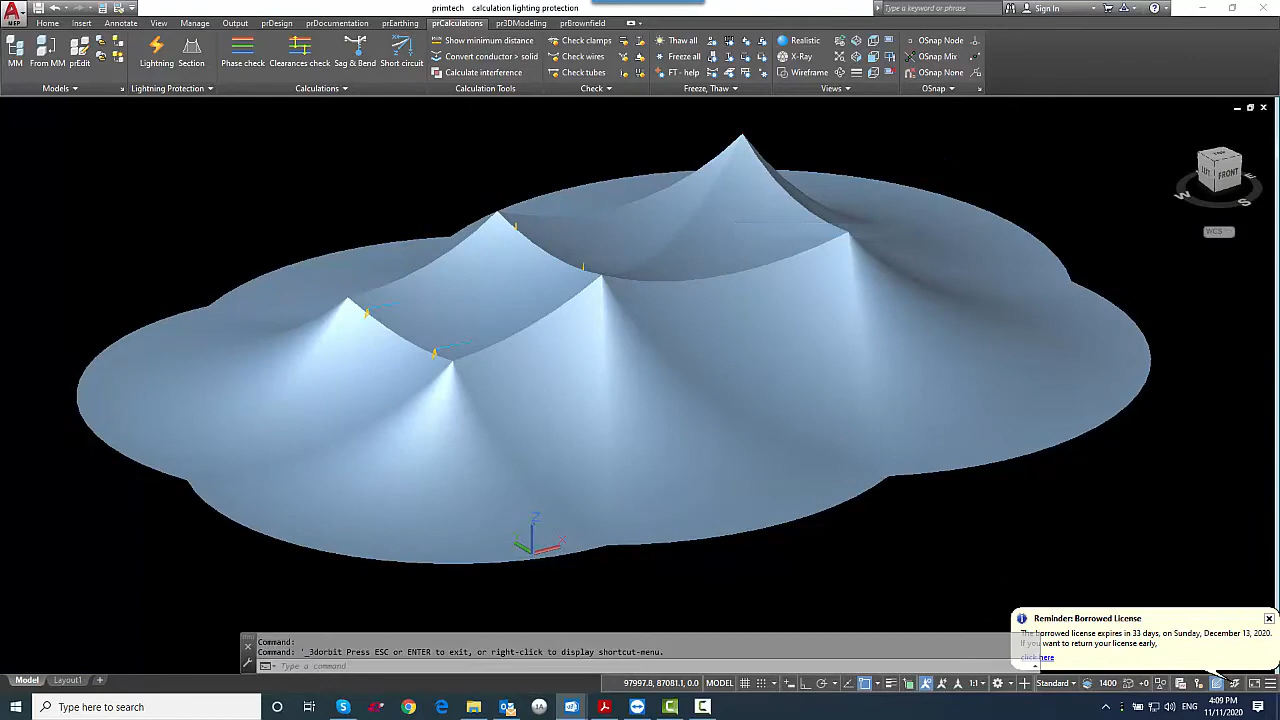 primtech calculation lighting protection
Type a keyword or phrase
Sign In
MEP
Home Insert Annotate View Manage Output prDesign prDocumentation prEarthing prCalculations pr3DModeling prBrownfield
MM From MM prEdit Lightning Section Phase check Clearances check Sag & Bend Short circuit
Show minimum distance Check clamps Thaw all Realistic OSnap Node
Convert conductor > solid Check wires Freeze all X-Ray OSnap Mix
Calculate interference Check tubes FT - help Wireframe OSnap None
Models Lightning Protection Calculations Calculation Tools Check Freeze, Thaw Views OSnap
TOP
FRONT
W
E
S
WCS
Z
X
Reminder: Borrowed License
The borrowed license expires in 33 days, on Sunday, December 13, 2020.
If you want to return your license early,
click here
Command:
Command: '_3dorbit Press ESC or ENTER to exit, or right-click to display shortcut-menu.
Type a command
Model Layout1 +
97997.8, 87081.1, 0.0 MODEL 1:1 Standard 1400 +0
Type here to search
ENG
4:09 PM
11/11/2020